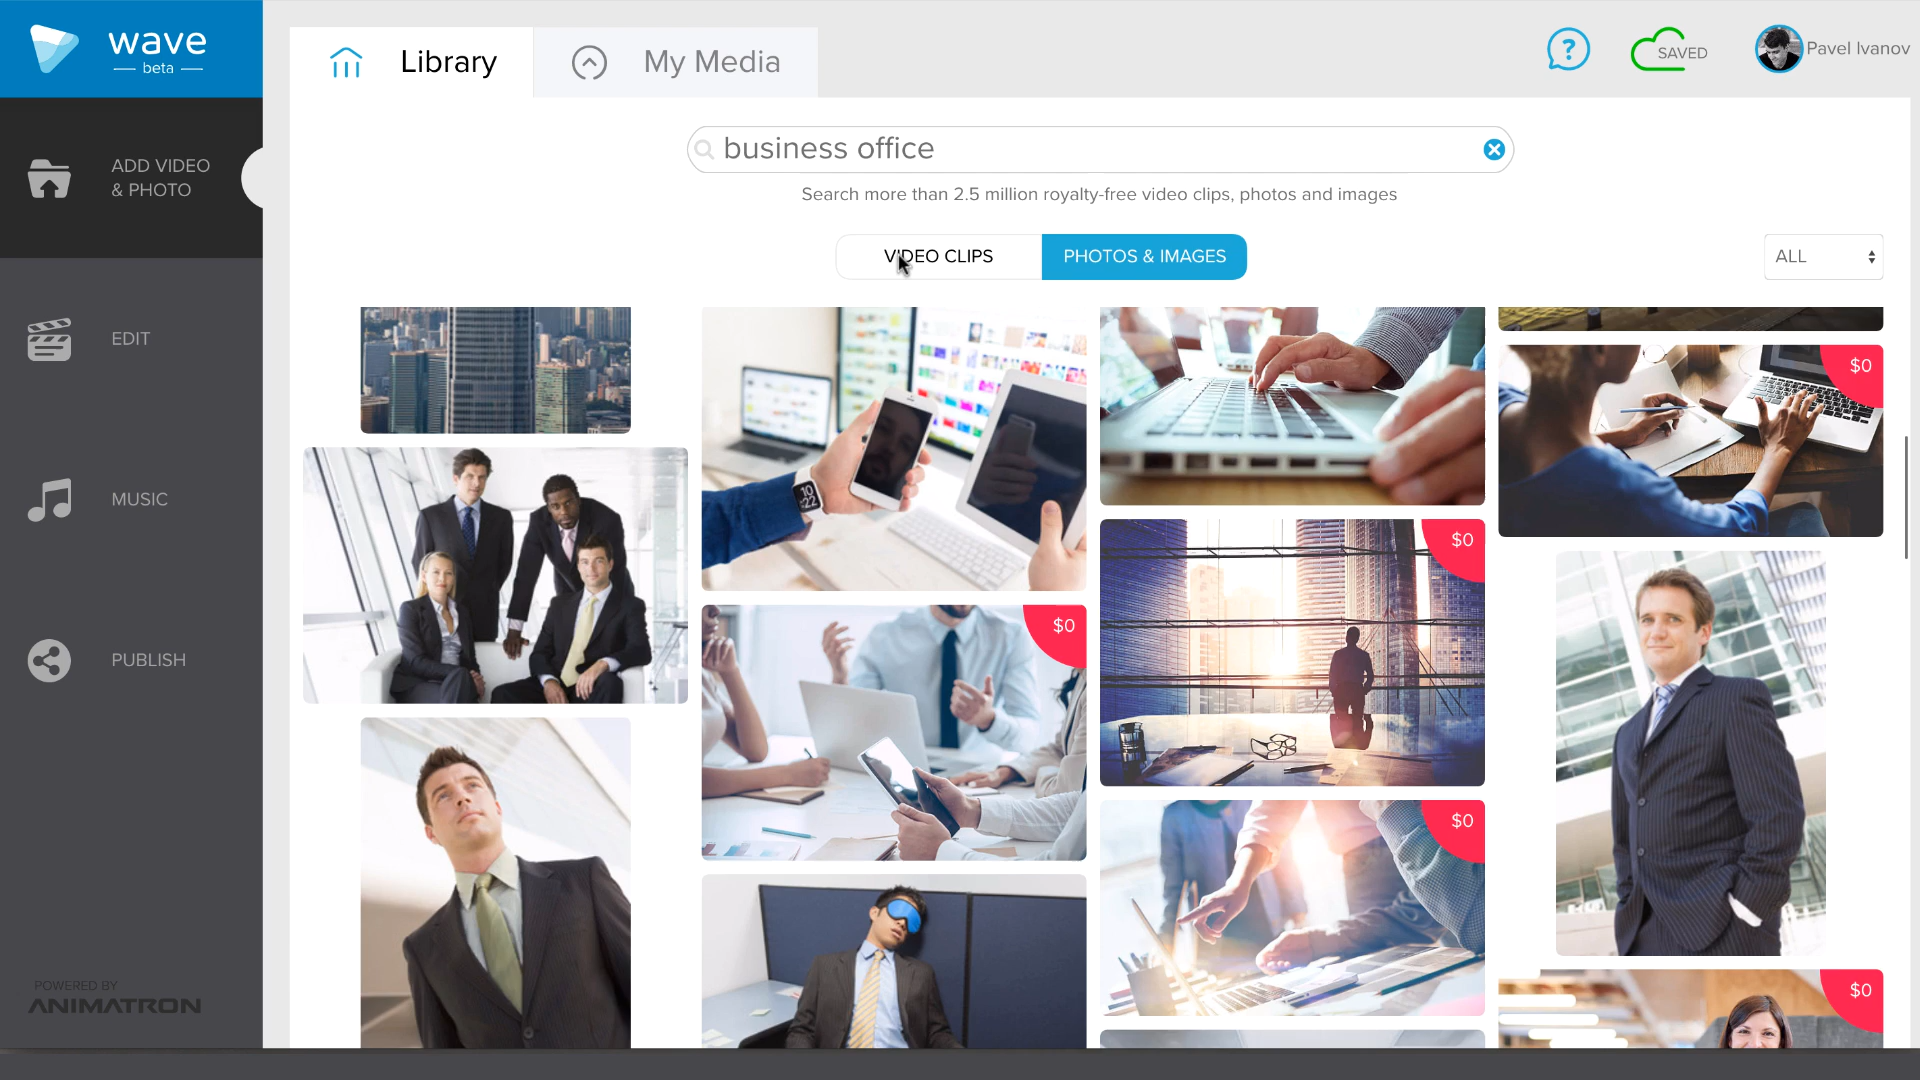 wave
beta
Library
My Media
?
SAVED
Pavel Ivanov
business office
Search more than 2.5 million royalty-free video clips, photos and images
VIDEO CLIPS
PHOTOS & IMAGES
ALL
ADD VIDEO
& PHOTO
EDIT
MUSIC
PUBLISH
POWERED BY
ANIMATRON
$0
10
:22
$0
$0
$0
$0